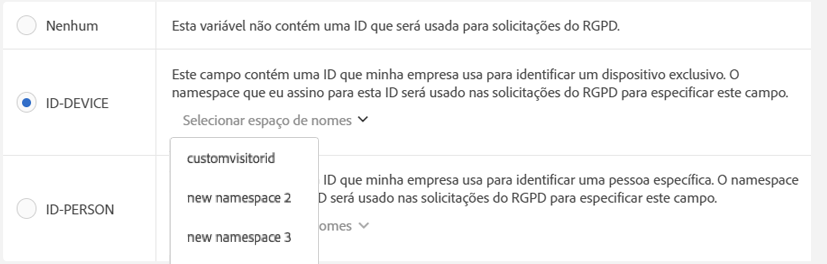 Nenhum
Esta variável não contém uma ID que será usada para solicitações do RGPD.
Este campo contém uma ID que minha empresa usa para identificar um dispositivo exclusivo. O
ID-DEVICE
namespace que eu assino para esta ID será usado nas solicitações do RGPD para especificar este campo.
Selecionar espaço de nomes
customvisitorid
ID que minha empresa usa para identificar uma pessoa específica. O namespace
new namespace 2
ID-PERSON
D será usado nas solicitações do RGPD para especificar este campo.
omes
new namespace 3